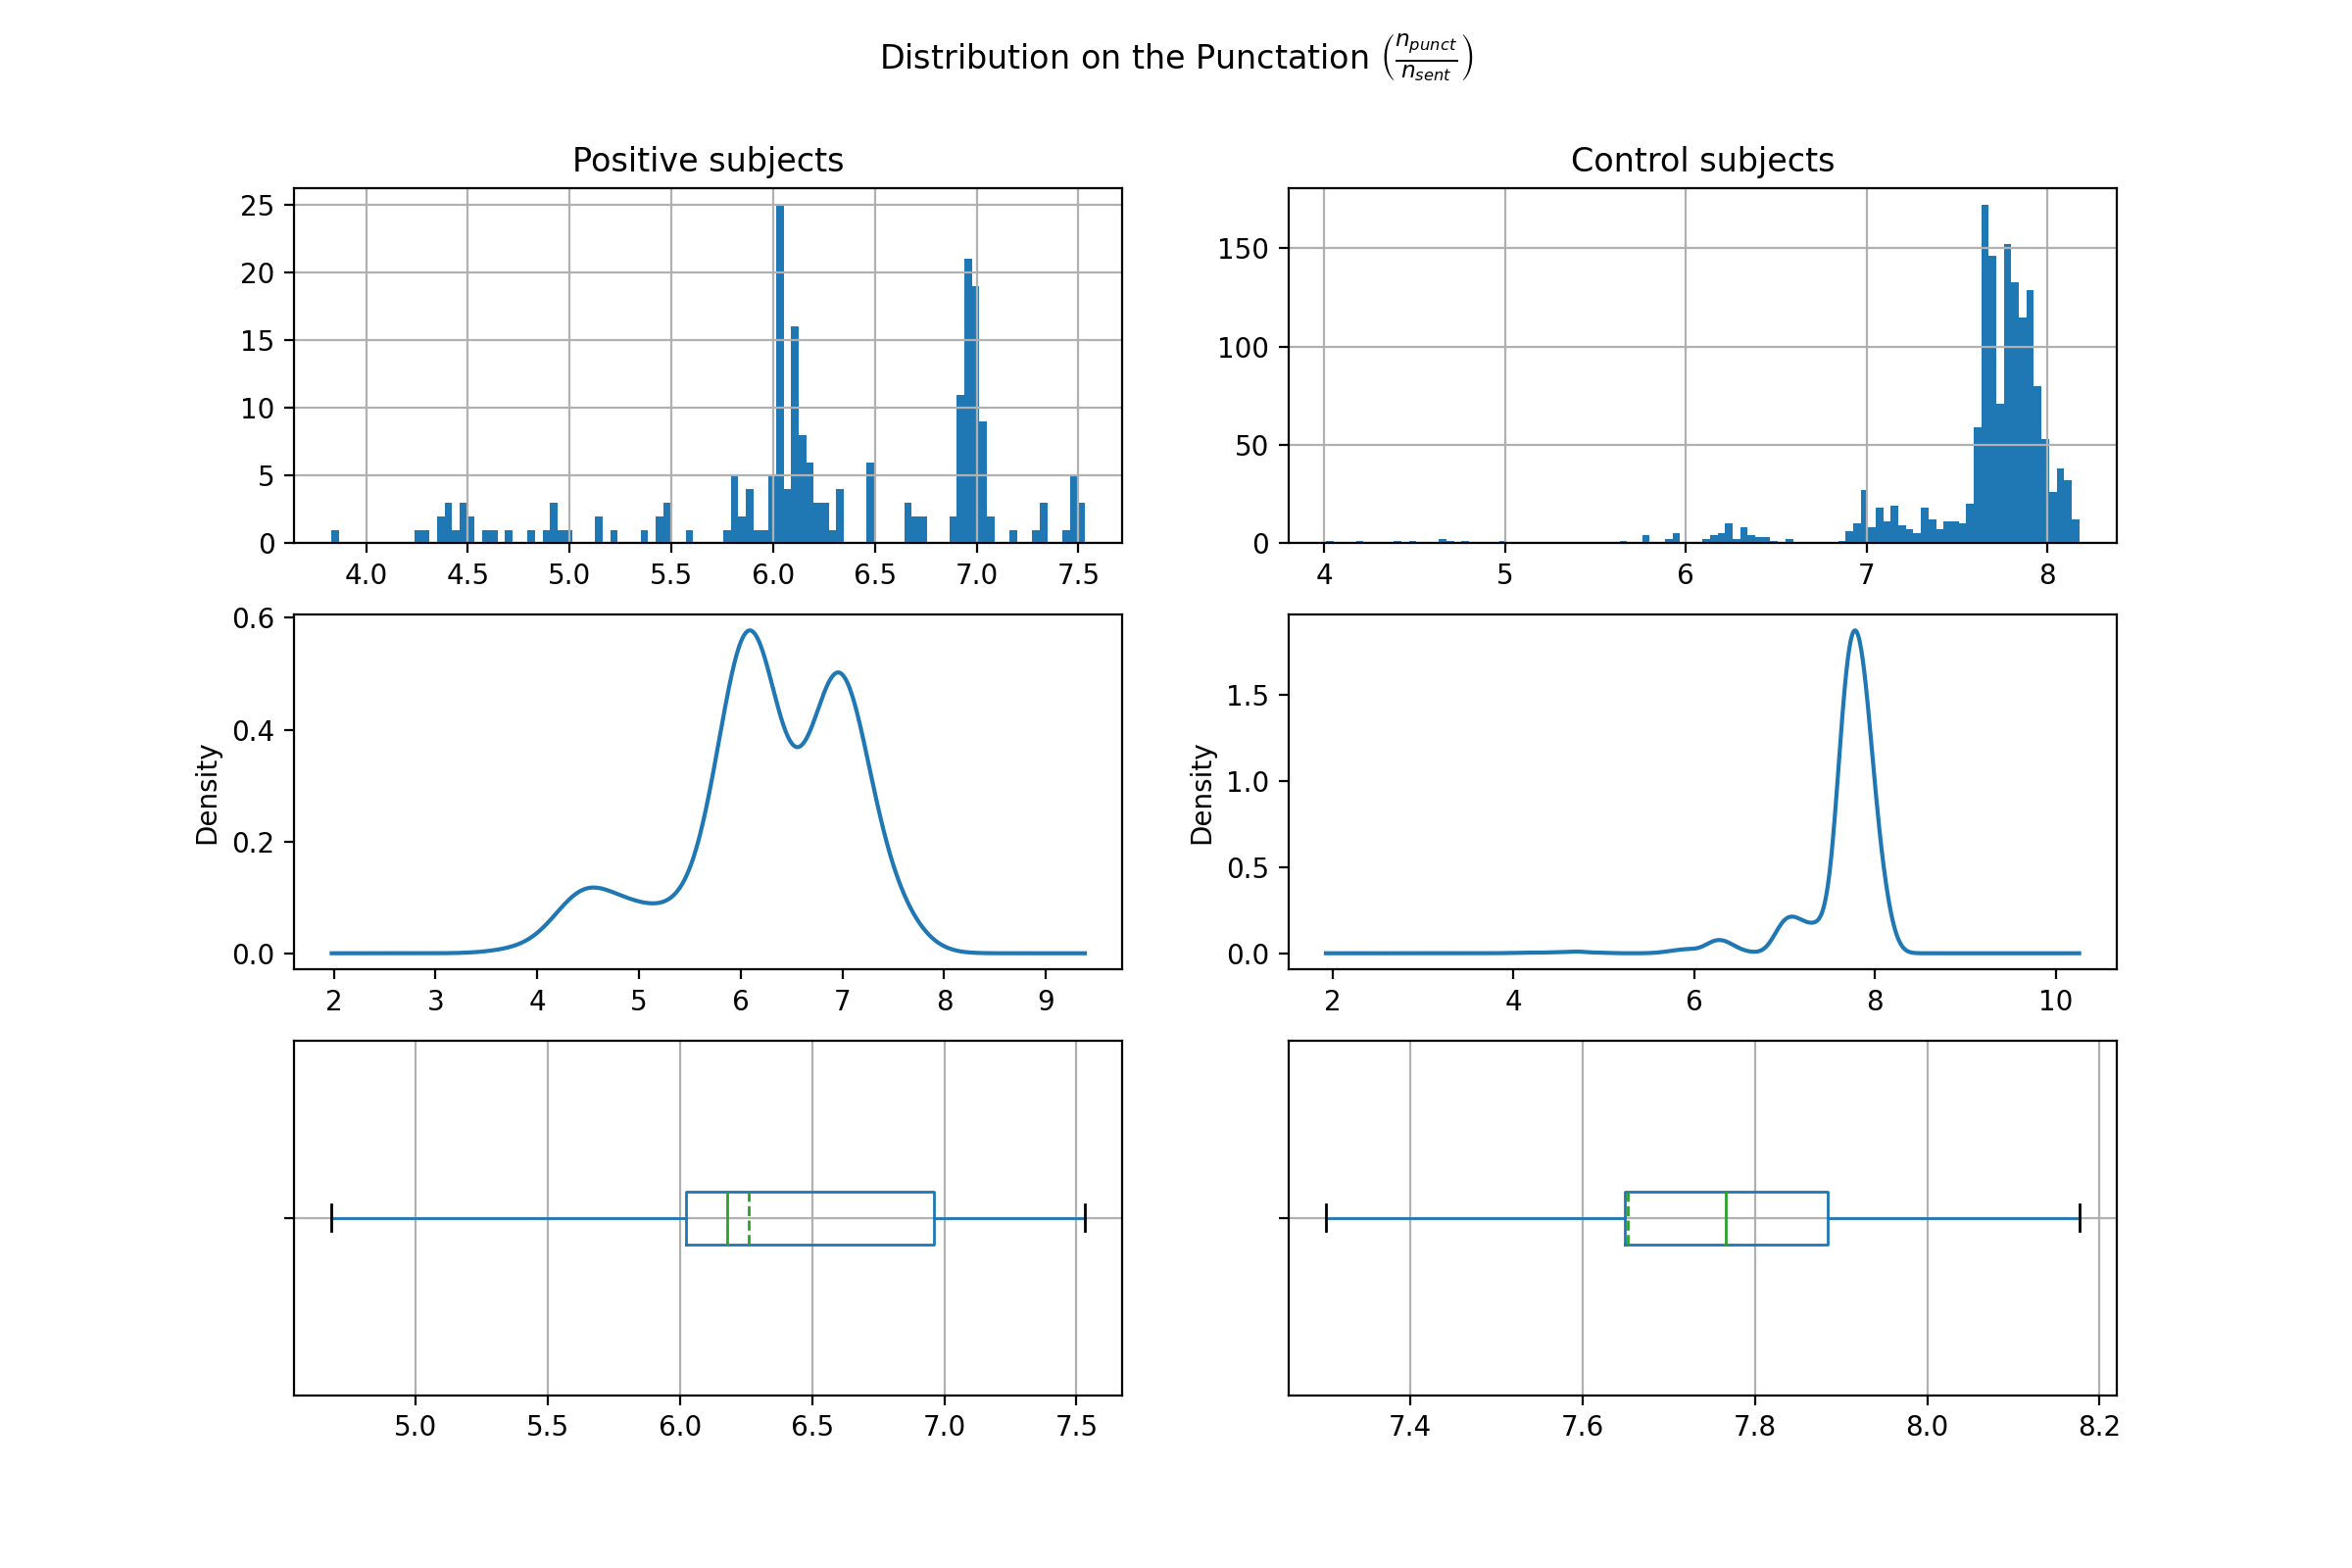 Distribution on the Punctation $\left(\frac{n_{punct}}{n_{sent}}\right)$
Positive subjects
Control subjects
25
20
15
10
5
0
4.0 4.5 5.0 5.5 6.0 6.5 7.0 7.5
150
100
50
0
4 5 6 7 8
Density
0.6
0.4
0.2
0.0
2 3 4 5 6 7 8 9
Density
1.5
1.0
0.5
0.0
2 4 6 8 10
5.0 5.5 6.0 6.5 7.0 7.5
7.4 7.6 7.8 8.0 8.2